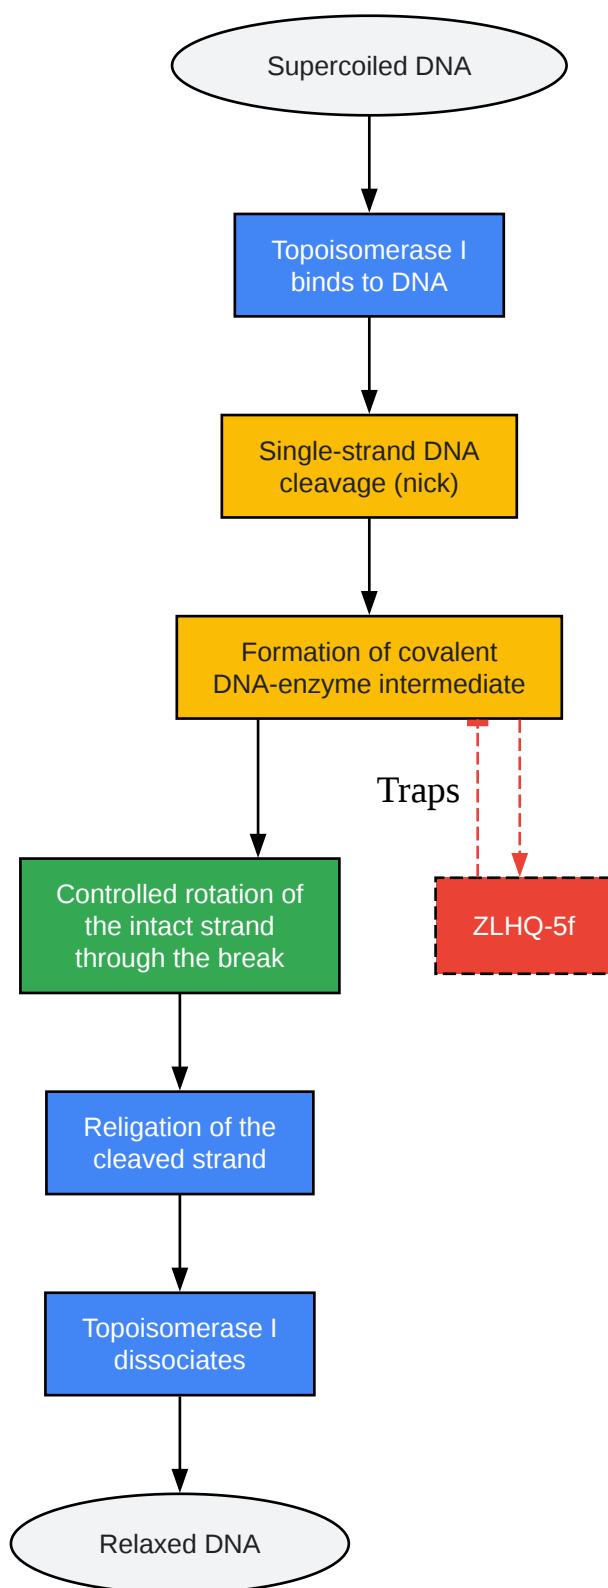 Supercoiled DNA
Topoisomerase I
binds to DNA
Single-strand DNA
cleavage (nick)
Formation of covalent
DNA-enzyme intermediate
Traps
Controlled rotation of
the intact strand
through the break
ZLHQ-5f
Religation of the
cleaved strand
Topoisomerase I
dissociates
Relaxed DNA